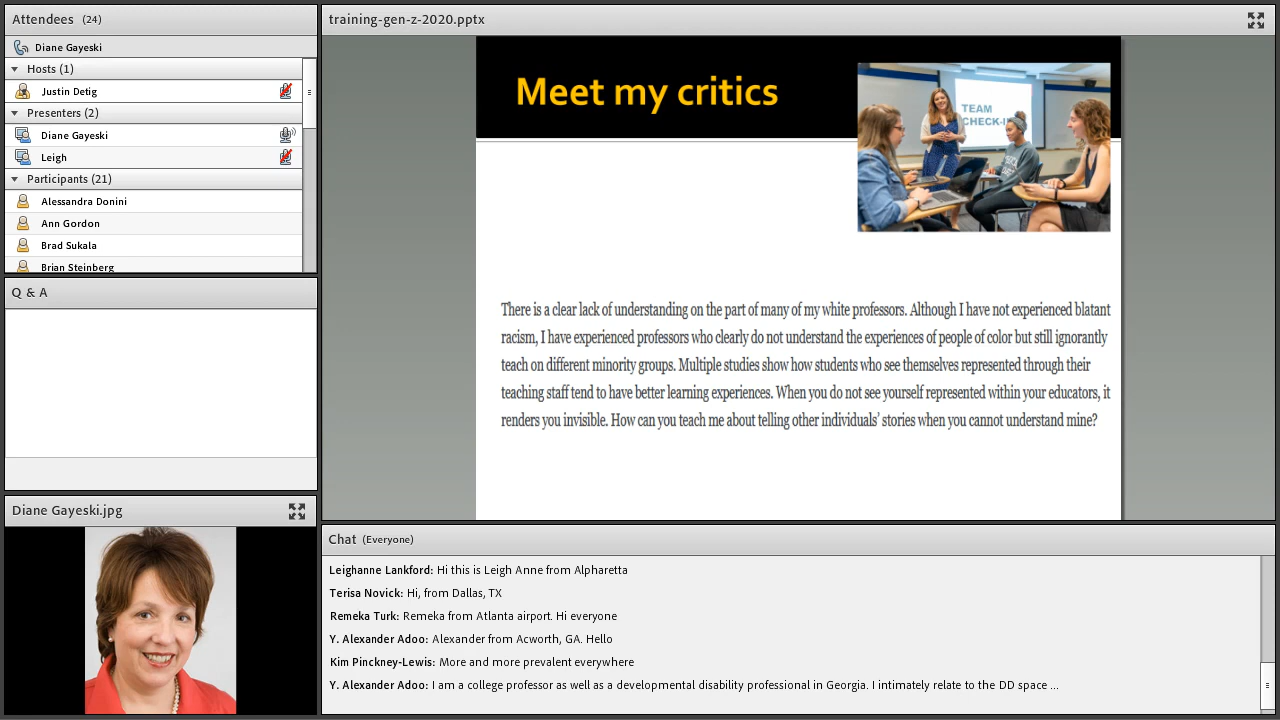 Attendees (24)
Diane Gayeski
Hosts (1)
Justin Detig
Presenters (2)
Diane Gayeski
Leigh
Participants (21)
Alessandra Donini
Ann Gordon
Brad Sukala
Brian Steinberg
Q & A
Diane Gayeski.jpg
training-gen-z-2020.pptx
Meet my critics
TEAM
CHECK-IN
There is a clear lack of understanding on the part of many of my white professors. Although I have not experienced blatant
racism, I have experienced professors who clearly do not understand the experiences of people of color but still ignorantly
teach on different minority groups. Multiple studies show how students who see themselves represented through their
teaching staff tend to have better learning experiences. When you do not see yourself represented within your educators, it
renders you invisible. How can you teach me about telling other individuals' stories when you cannot understand mine?
Chat (Everyone)
Leighanne Lankford: Hi this is Leigh Anne from Alpharetta
Terisa Novick: Hi, from Dallas, TX
Remeka Turk: Remeka from Atlanta airport. Hi everyone
Y. Alexander Adoo: Alexander from Acworth, GA. Hello
Kim Pinckney-Lewis: More and more prevalent everywhere
Y. Alexander Adoo: I am a college professor as well as a developmental disability professional in Georgia. I intimately relate to the DD space ...